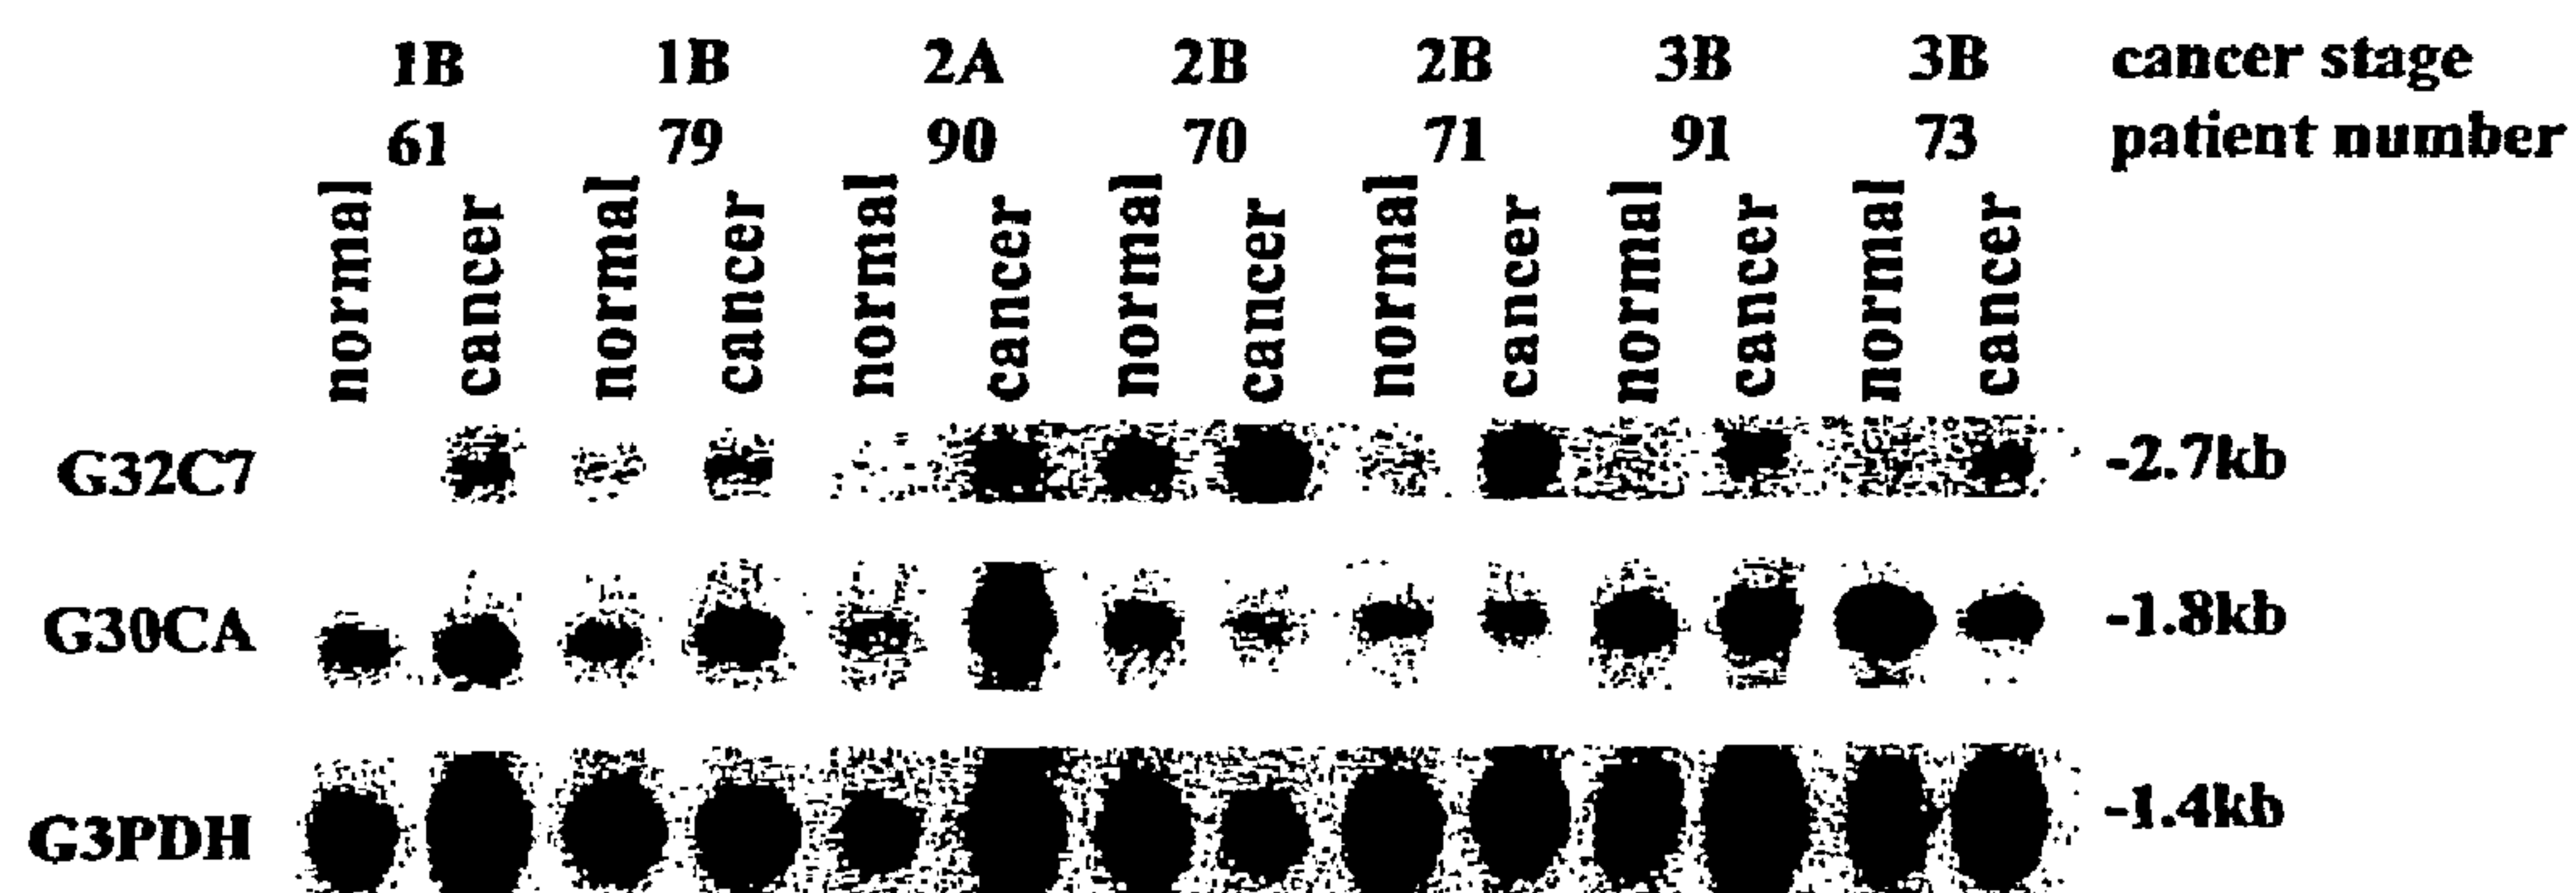 1B 1B 2A 2B 2B 3B 3B cancer stage
61 79 90 70 71 91 73 patient number
normal cancer normal cancer normal cancer normal cancer normal cancer normal cancer normal cancer
G32C7 -2.7kb
G30CA -1.8kb
G3PDH -1.4kb